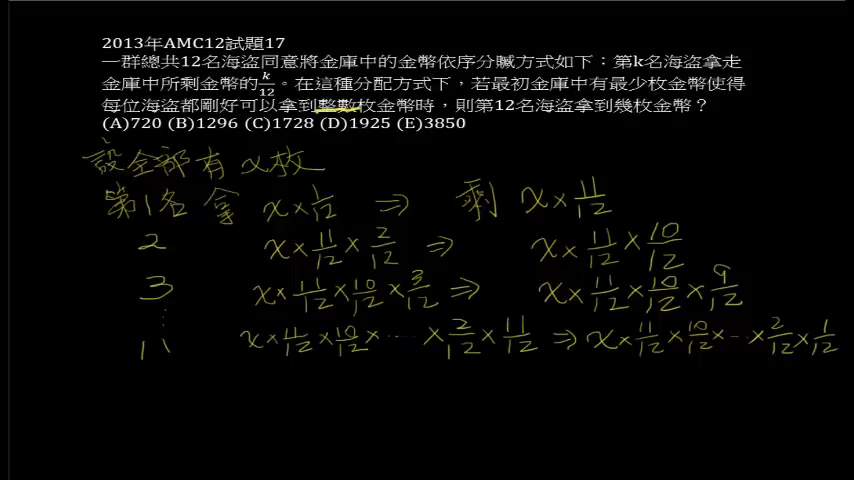 2013年AMC12試題17
一群總共12名海盜同意將金庫中的金幣依序分贓方式如下：第k名海盜拿走
金庫中所剩金幣的k/12。在這種分配方式下，若最初金庫中有最少枚金幣使得
每位海盜都剛好可以拿到整數枚金幣時，則第12名海盜拿到幾枚金幣？
(A)720 (B)1296 (C)1728 (D)1925 (E)3850
設全部有 x枚
第1名 拿 x × 1/12 ⇒ 剩 x × 11/12
2 x × 11/12 × 2/12 ⇒ x × 11/12 × 10/12
3 x × 11/12 × 10/12 × 3/12 ⇒ x × 11/12 × 10/12 × 9/12
⋮
11 x × 11/12 × 10/12 × ⋯ × 2/12 × 11/12 ⇒ x × 11/12 × 10/12 × ⋯ × 2/12 × 1/12